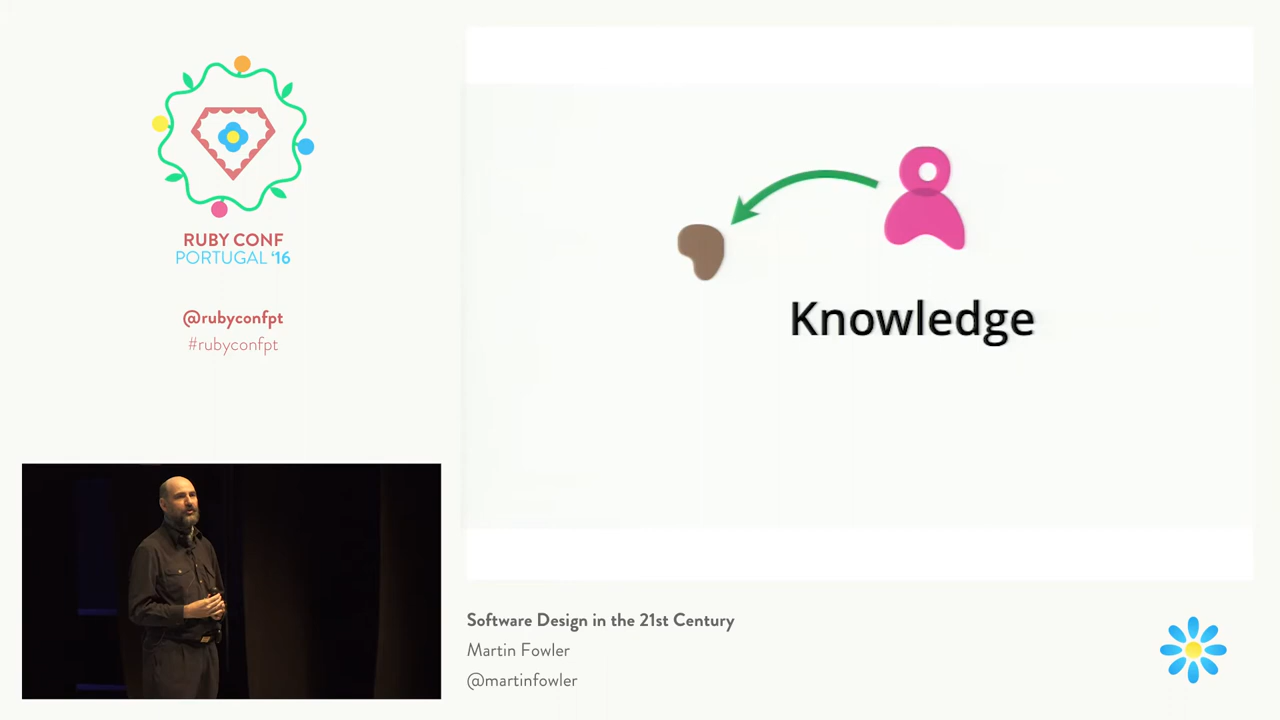 RUBY CONF
PORTUGAL ‘16
@rubyconfpt
#rubyconfpt
Knowledge
Software Design in the 21st Century
Martin Fowler
@martinfowler